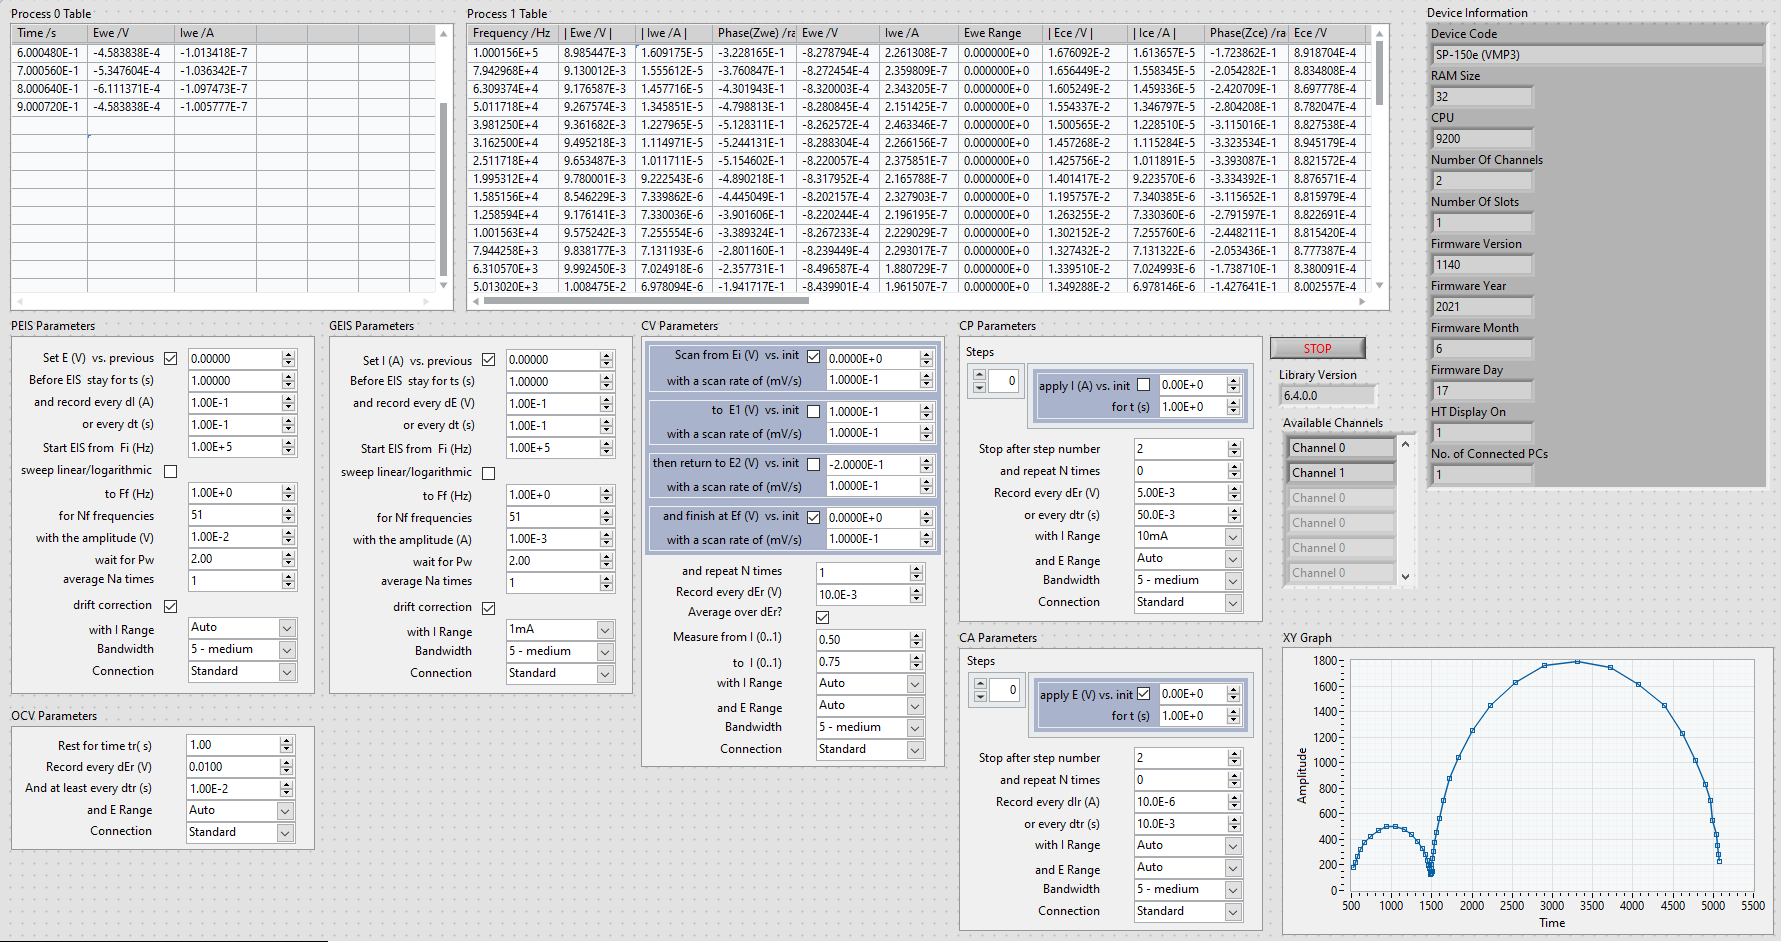 Process 0 Table
Time /s Ewe /V Iwe /A
6.000480E-1 -4.583838E-4 -1.013418E-7
7.000560E-1 -5.347604E-4 -1.036342E-7
8.000640E-1 -6.111371E-4 -1.097473E-7
9.000720E-1 -4.583838E-4 -1.005777E-7
Process 1 Table
Frequency /Hz | Ewe /V | | Iwe /A | Phase(Zwe) /ra Ewe /V Iwe /A Ewe Range | Ece /V | | Ice /A | Phase(Zce) /ra Ece /V
1.000156E+5 8.985447E-3 1.609175E-5 -3.228165E-1 -8.278794E-4 2.261308E-7 0.000000E+0 1.676092E-2 1.613657E-5 -1.723862E-1 8.918704E-4
7.942968E+4 9.130012E-3 1.555612E-5 -3.760847E-1 -8.272454E-4 2.359809E-7 0.000000E+0 1.656449E-2 1.558345E-5 -2.054282E-1 8.834808E-4
6.309374E+4 9.176587E-3 1.457716E-5 -4.301943E-1 -8.320003E-4 2.343205E-7 0.000000E+0 1.605249E-2 1.459336E-5 -2.420709E-1 8.697778E-4
5.011718E+4 9.267574E-3 1.345851E-5 -4.798813E-1 -8.280845E-4 2.151425E-7 0.000000E+0 1.554337E-2 1.346797E-5 -2.804208E-1 8.782047E-4
3.981250E+4 9.361682E-3 1.227965E-5 -5.128311E-1 -8.262572E-4 2.463346E-7 0.000000E+0 1.500565E-2 1.228510E-5 -3.115016E-1 8.827538E-4
3.162500E+4 9.495218E-3 1.114971E-5 -5.244131E-1 -8.288304E-4 2.266156E-7 0.000000E+0 1.457268E-2 1.115284E-5 -3.323534E-1 8.945179E-4
2.511718E+4 9.653487E-3 1.011711E-5 -5.154602E-1 -8.220057E-4 2.375851E-7 0.000000E+0 1.425756E-2 1.011891E-5 -3.393087E-1 8.821572E-4
1.995312E+4 9.780001E-3 9.222543E-6 -4.890218E-1 -8.317952E-4 2.165788E-7 0.000000E+0 1.401417E-2 9.223570E-6 -3.334392E-1 8.876571E-4
1.585156E+4 8.546229E-3 7.339862E-6 -4.445049E-1 -8.202157E-4 2.327903E-7 0.000000E+0 1.195757E-2 7.340385E-6 -3.115652E-1 8.815979E-4
1.258594E+4 9.176141E-3 7.330036E-6 -3.901606E-1 -8.220244E-4 2.196195E-7 0.000000E+0 1.263255E-2 7.330360E-6 -2.791597E-1 8.822691E-4
1.001563E+4 9.575242E-3 7.255554E-6 -3.389324E-1 -8.267233E-4 2.229029E-7 0.000000E+0 1.302152E-2 7.255760E-6 -2.448211E-1 8.815420E-4
7.944258E+3 9.838177E-3 7.131193E-6 -2.801160E-1 -8.239449E-4 2.293017E-7 0.000000E+0 1.327432E-2 7.131322E-6 -2.053436E-1 8.777387E-4
6.310570E+3 9.992450E-3 7.024918E-6 -2.357731E-1 -8.496587E-4 1.880729E-7 0.000000E+0 1.339510E-2 7.024993E-6 -1.738710E-1 8.380091E-4
5.013020E+3 1.008475E-2 6.978094E-6 -1.941717E-1 -8.439901E-4 1.961507E-7 0.000000E+0 1.349288E-2 6.978146E-6 -1.427641E-1 8.002557E-4
Device Information
Device Code
SP-150e (VMP3)
RAM Size
32
CPU
9200
Number Of Channels
2
Number Of Slots
1
Firmware Version
1140
Firmware Year
2021
Firmware Month
6
Firmware Day
17
HT Display On
1
No. of Connected PCs
1
PEIS Parameters
Set E (V) vs. previous 0.00000
Before EIS stay for ts (s) 1.00000
and record every dI (A) 1.00E-1
or every dt (s) 1.00E-1
Start EIS from Fi (Hz) 1.00E+5
sweep linear/logarithmic
to Ff (Hz) 1.00E+0
for Nf frequencies 51
with the amplitude (V) 1.00E-2
wait for Pw 2.00
average Na times 1
drift correction
with I Range Auto
Bandwidth 5 - medium
Connection Standard
GEIS Parameters
Set I (A) vs. previous 0.00000
Before EIS stay for ts (s) 1.00000
and record every dE (V) 1.00E-1
or every dt (s) 1.00E-1
Start EIS from Fi (Hz) 1.00E+5
sweep linear/logarithmic
to Ff (Hz) 1.00E+0
for Nf frequencies 51
with the amplitude (A) 1.00E-3
wait for Pw 2.00
average Na times 1
drift correction
with I Range 1mA
Bandwidth 5 - medium
Connection Standard
CV Parameters
Scan from Ei (V) vs. init 0.0000E+0
with a scan rate of (mV/s) 1.0000E-1
to E1 (V) vs. init 1.0000E-1
with a scan rate of (mV/s) 1.0000E-1
then return to E2 (V) vs. init -2.0000E-1
with a scan rate of (mV/s) 1.0000E-1
and finish at Ef (V) vs. init 0.0000E+0
with a scan rate of (mV/s) 1.0000E-1
and repeat N times 1
Record every dEr (V) 10.0E-3
Average over dEr?
Measure from I (0..1) 0.50
to I (0..1) 0.75
with I Range Auto
and E Range Auto
Bandwidth 5 - medium
Connection Standard
CP Parameters
Steps
0
apply I (A) vs. init 0.00E+0
for t (s) 1.00E+0
Stop after step number 2
and repeat N times 0
Record every dEr (V) 5.00E-3
or every dtr (s) 50.0E-3
with I Range 10mA
and E Range Auto
Bandwidth 5 - medium
Connection Standard
STOP
Library Version
6.4.0.0
Available Channels
Channel 0
Channel 1
Channel 0
Channel 0
Channel 0
Channel 0
OCV Parameters
Rest for time tr( s) 1.00
Record every dEr (V) 0.0100
And at least every dtr (s) 1.00E-2
and E Range Auto
Connection Standard
CA Parameters
Steps
0
apply E (V) vs. init 0.00E+0
for t (s) 1.00E+0
Stop after step number 2
and repeat N times 0
Record every dIr (A) 10.0E-6
or every dtr (s) 10.0E-3
with I Range Auto
and E Range Auto
Bandwidth 5 - medium
Connection Standard
XY Graph
Amplitude
1800
1600
1400
1200
1000
800
600
400
200
0
500 1000 1500 2000 2500 3000 3500 4000 4500 5000 5500
Time